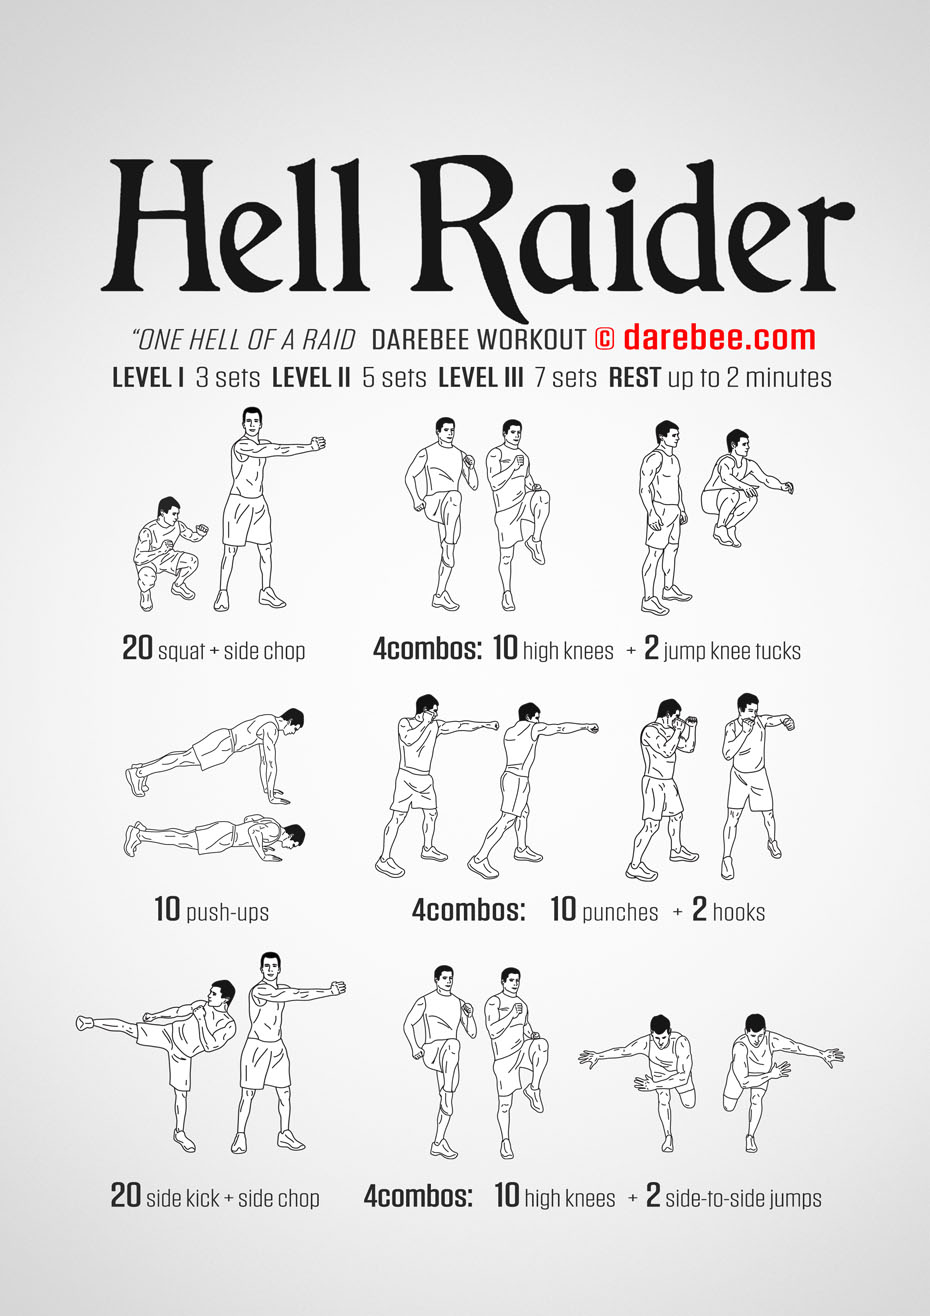 Hell Raider
“ONE HELL OF A RAID DAREBEE WORKOUT © darebee.com
LEVEL I 3 sets LEVEL II 5 sets LEVEL III 7 sets REST up to 2 minutes
20 squat + side chop
4combos: 10 high knees + 2 jump knee tucks
10 push-ups
4combos: 10 punches + 2 hooks
20 side kick + side chop
4combos: 10 high knees + 2 side-to-side jumps